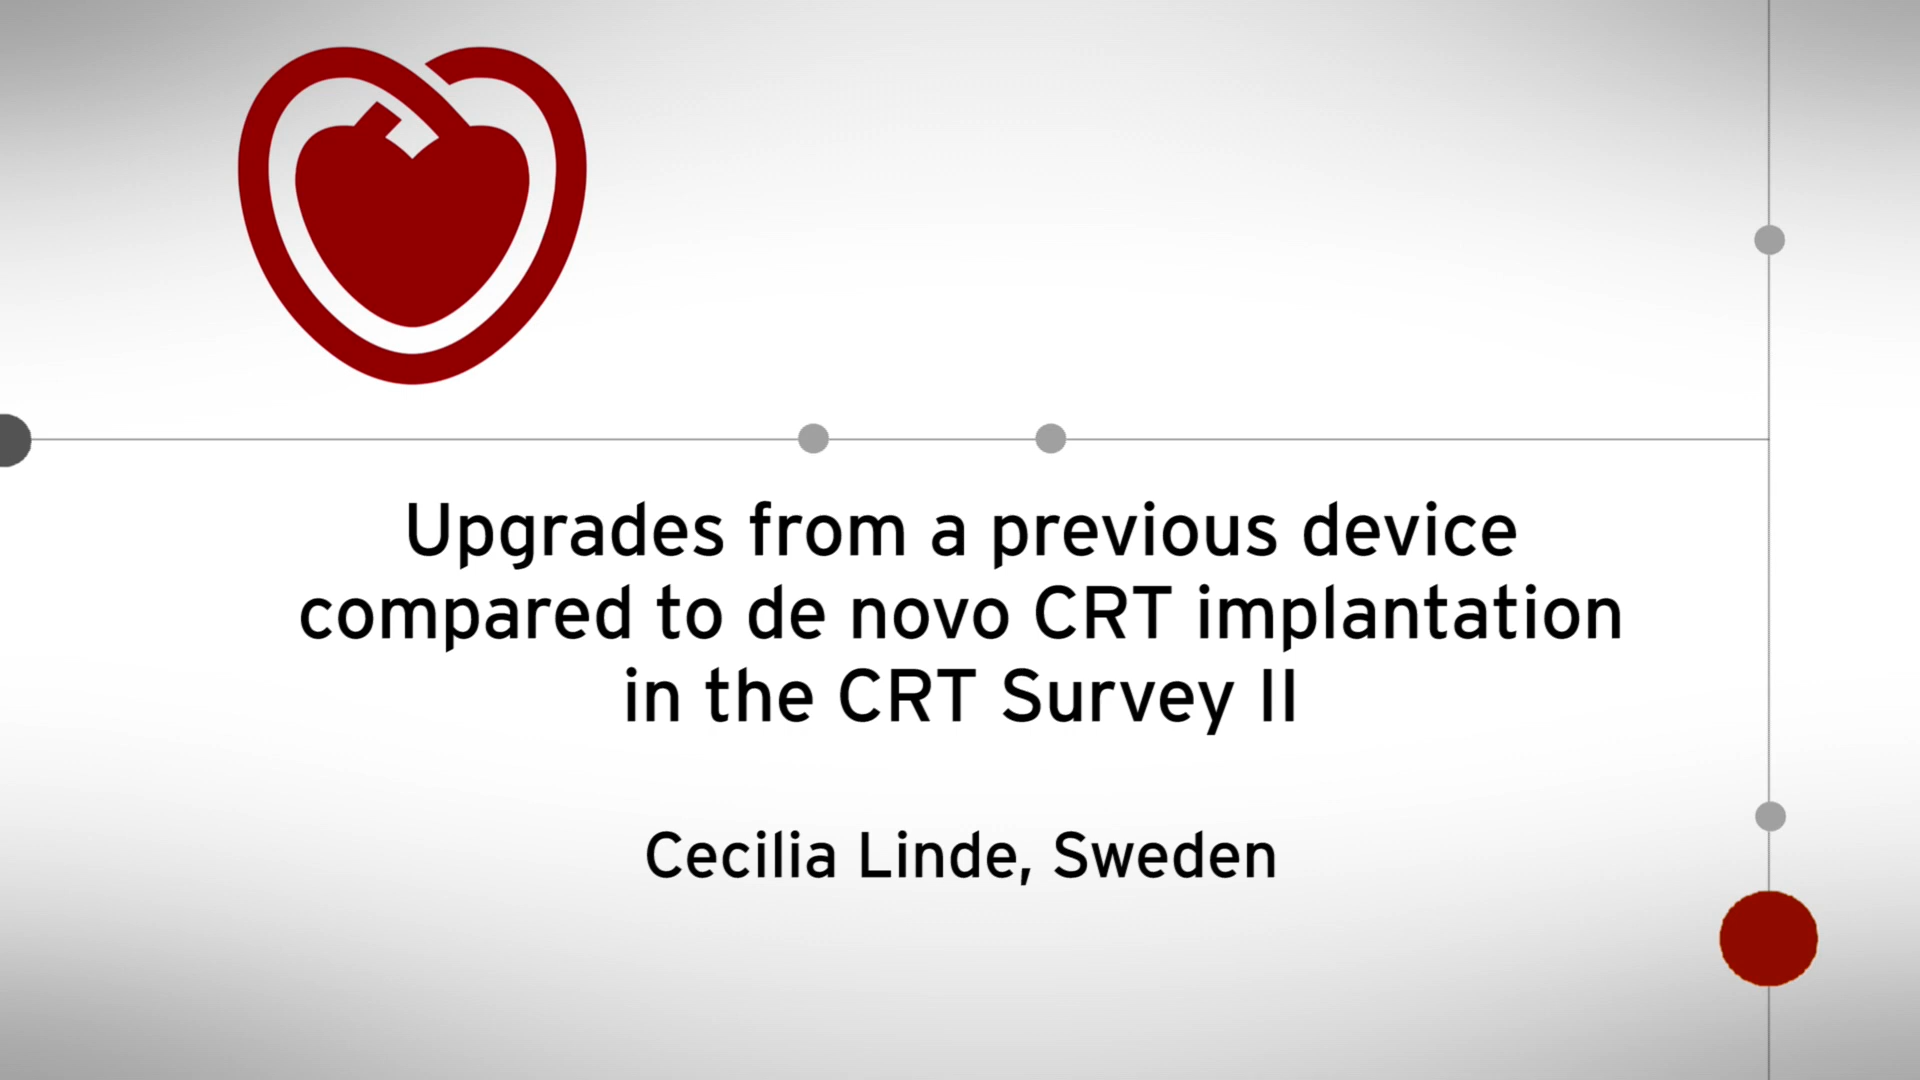 Upgrades from a previous device
compared to de novo CRT implantation
in the CRT Survey II
Cecilia Linde, Sweden